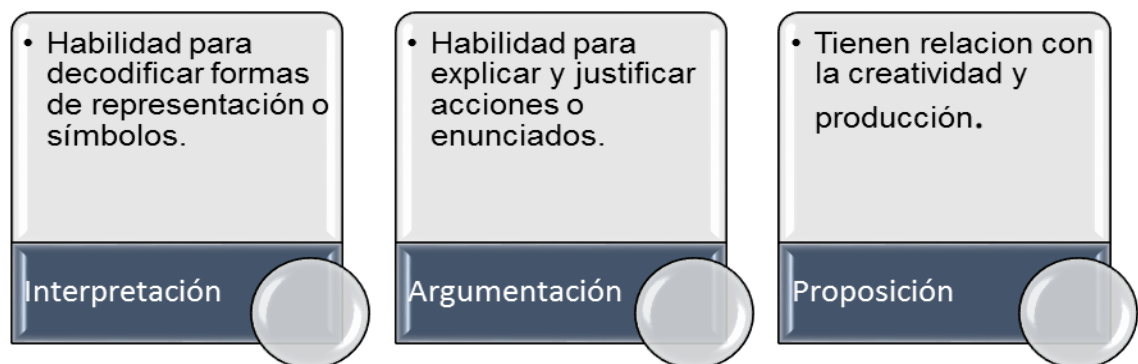 • Habilidad para
decodificar formas
de representación o
símbolos.
Interpretación
• Habilidad para
explicar y justificar
acciones o
enunciados.
Argumentación
• Tienen relacion con
la creatividad y
producción.
Proposición